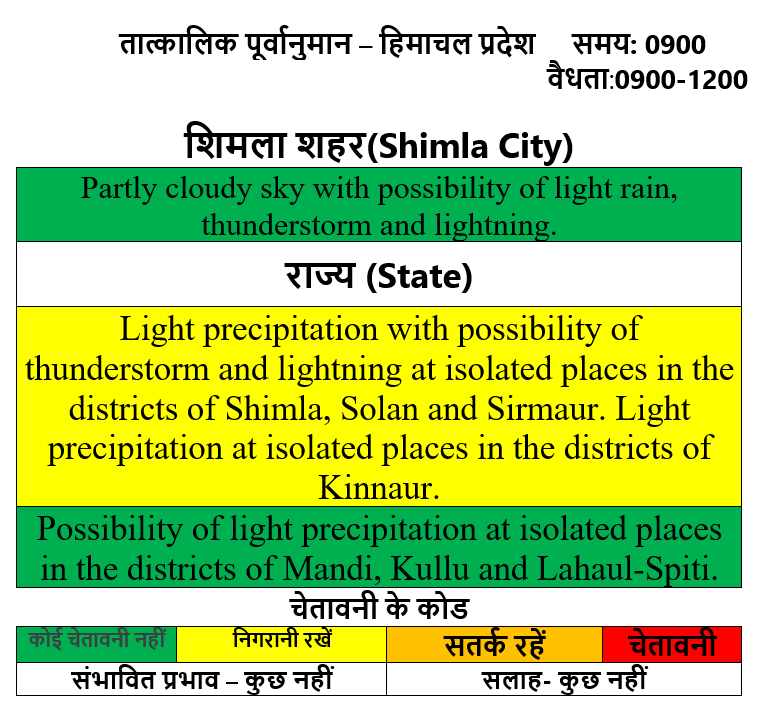 तात्कालिक पूर्वानुमान – हिमाचल प्रदेश समय: 0900
वैधता:0900-1200
शिमला शहर(Shimla City)
Partly cloudy sky with possibility of light rain,
thunderstorm and lightning.
राज्य (State)
Light precipitation with possibility of
thunderstorm and lightning at isolated places in the
districts of Shimla, Solan and Sirmaur. Light
precipitation at isolated places in the districts of
Kinnaur.
Possibility of light precipitation at isolated places
in the districts of Mandi, Kullu and Lahaul-Spiti.
चेतावनी के कोड
कोई चेतावनी नहीं निगरानी रखें सतर्क रहें चेतावनी
संभावित प्रभाव – कुछ नहीं सलाह- कुछ नहीं